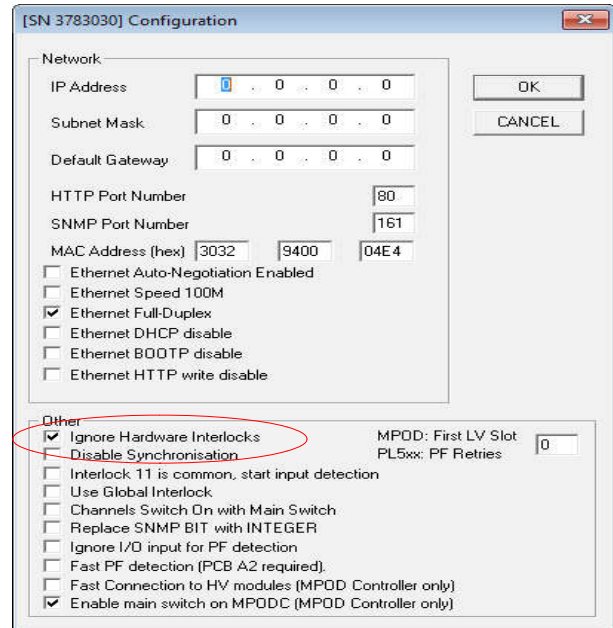 [SN 3783030] Configuration
Network
IP Address 0 . 0 . 0 . 0
OK
Subnet Mask 0 . 0 . 0 . 0
CANCEL
Default Gateway 0 . 0 . 0 . 0
HTTP Port Number 80
SNMP Port Number 161
MAC Address (hex) 3032 9400 04E4
Ethernet Auto-Negotiation Enabled
Ethernet Speed 100M
Ethernet Full-Duplex
Ethernet DHCP disable
Ethernet BOOTP disable
Ethernet HTTP write disable
Other
Ignore Hardware Interlocks
MPOD: First LV Slot
PL5xx: PF Retries
0
Disable Synchronisation
Interlock 11 is common, start input detection
Use Global Interlock
Channels Switch On with Main Switch
Replace SNMP BIT with INTEGER
Ignore I/O input for PF detection
Fast PF detection (PCB A2 required).
Fast Connection to HV modules (MPOD Controller only)
Enable main switch on MPODC (MPOD Controller only)